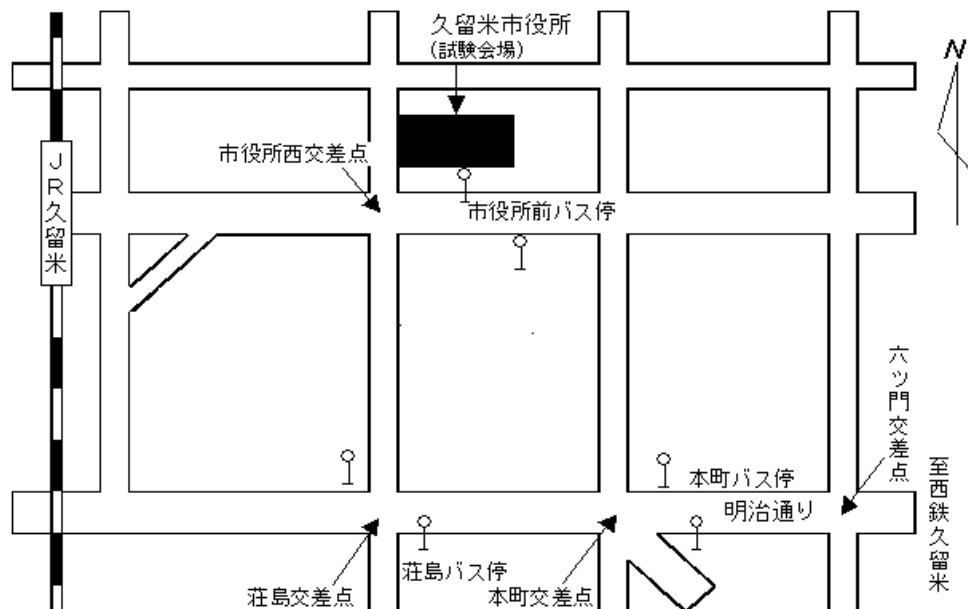 久留米市役所
(試験会場)
N
市役所西交差点
JR久留米
市役所前バス停
六ツ門交差点
本町バス停
明治通り
至西鉄久留米
荘島バス停
荘島交差点
本町交差点